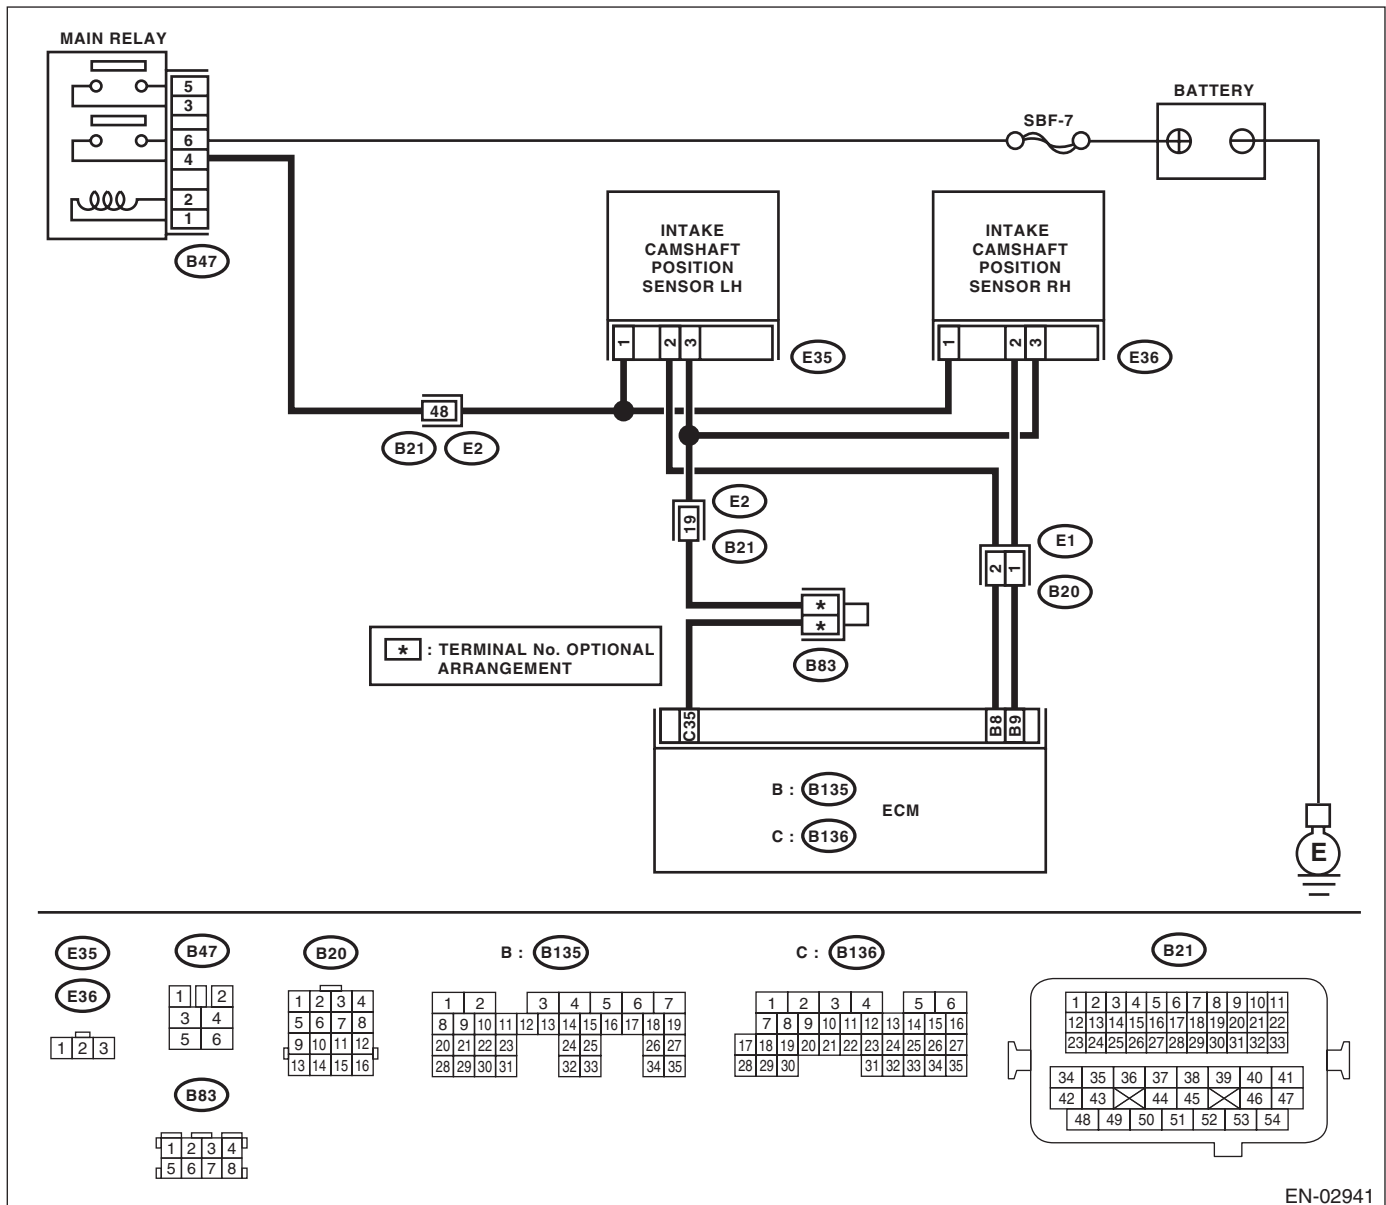 MAIN RELAY
5
3
6
4
2
1
B47
SBF-7
BATTERY
INTAKE
CAMSHAFT
POSITION
SENSOR LH
1 2 3
E35
INTAKE
CAMSHAFT
POSITION
SENSOR RH
1 2 3
E36
48
B21 E2
19
E2
B21
2 1
E1
B20
*
*
B83
* : TERMINAL No. OPTIONAL
ARRANGEMENT
C35 B8 B9
B : B135
ECM
C : B136
E
E35
E36
1 2 3
B47
1 2
3 4
5 6
B83
1 2 3 4
5 6 7 8
B20
1 2 3 4
5 6 7 8
9 10 11 12
13 14 15 16
B : B135
1 2 3 4 5 6 7
8 9 10 11 12 13 14 15 16 17 18 19
20 21 22 23 24 25 26 27
28 29 30 31 32 33 34 35
C : B136
1 2 3 4 5 6
7 8 9 10 11 12 13 14 15 16
17 18 19 20 21 22 23 24 25 26 27
28 29 30 31 32 33 34 35
B21
1 2 3 4 5 6 7 8 9 10 11
12 13 14 15 16 17 18 19 20 21 22
23 24 25 26 27 28 29 30 31 32 33
34 35 36 37 38 39 40 41
42 43 44 45 46 47
48 49 50 51 52 53 54
EN-02941